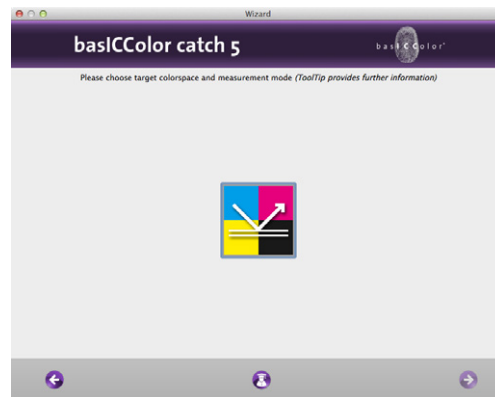 Wizard
basICColor catch 5
basICColor®
Please choose target colorspace and measurement mode (ToolTip provides further information)